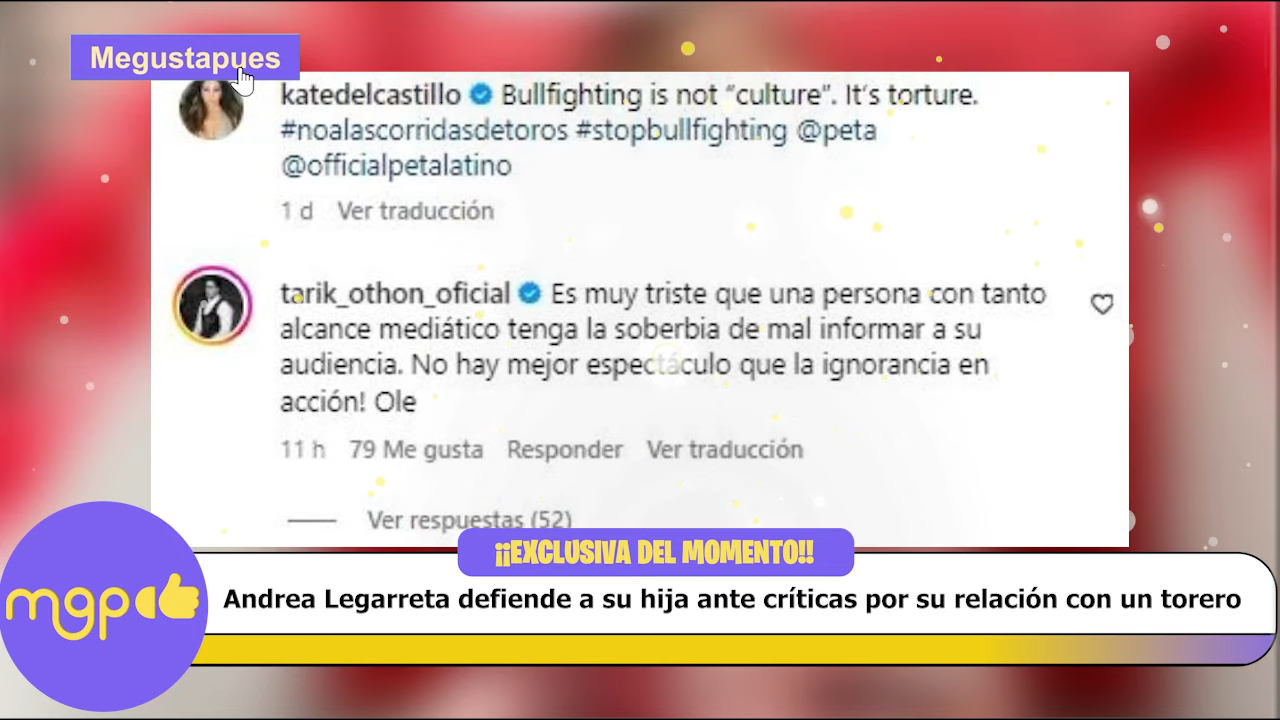 Megustapues
katedelcastillo Bullfighting is not “culture”. It’s torture.
#noalascorridasdetoros #stopbullfighting @peta
@officialpetalatino
1 d Ver traducción
tarik_othon_oficial Es muy triste que una persona con tanto
alcance mediático tenga la soberbia de mal informar a su
audiencia. No hay mejor espectáculo que la ignorancia en
acción! Ole
11 h 79 Me gusta Responder Ver traducción
Ver respuestas (52)
¡¡EXCLUSIVA DEL MOMENTO!!
mgp
Andrea Legarreta defiende a su hija ante críticas por su relación con un torero